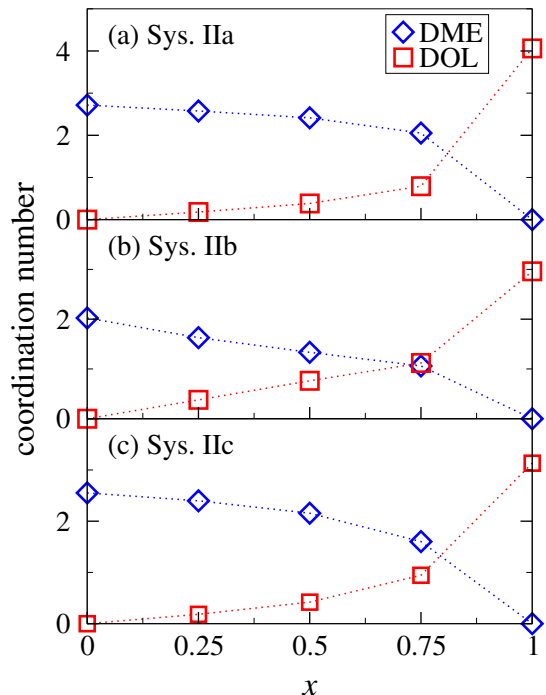 (a) Sys. IIa
DME
DOL
4
2
0
(b) Sys. IIb
2
0
(c) Sys. IIc
2
0
coordination number
0 0.25 0.5 0.75 1
x